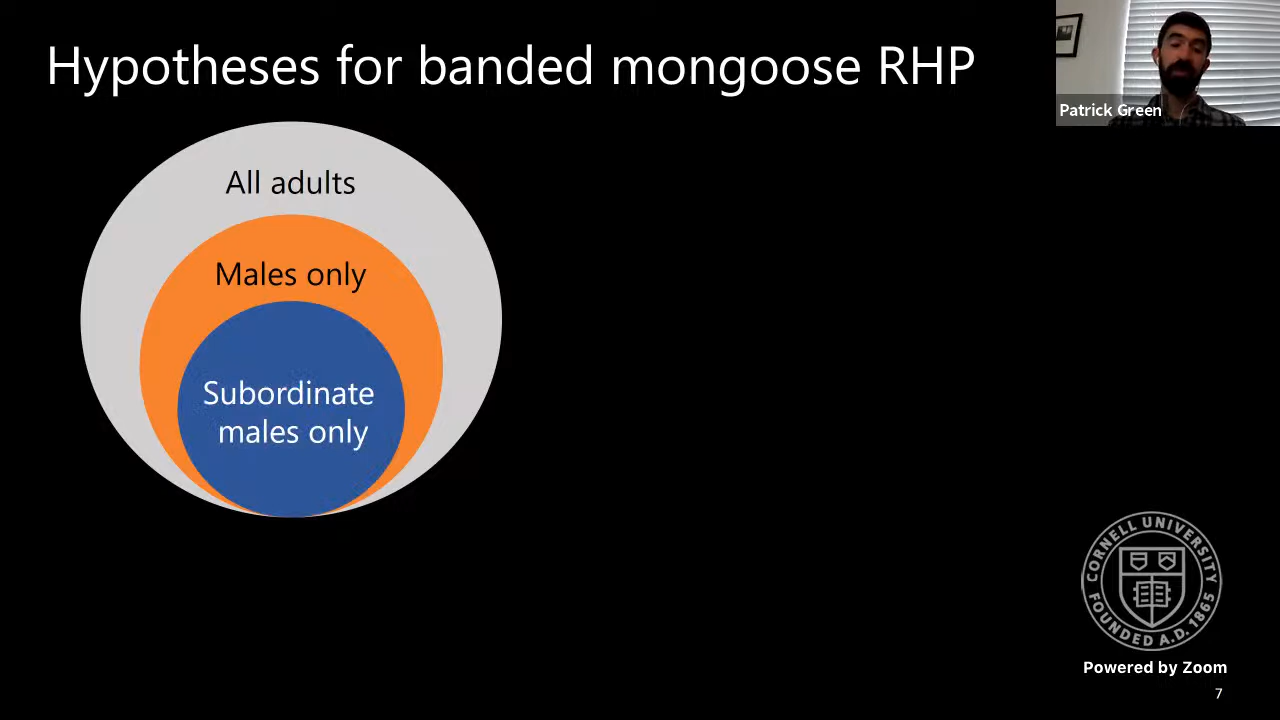 Hypotheses for banded mongoose RHP
Patrick Green
All adults
Males only
Subordinate
males only
CORNELL UNIVERSITY
FOUNDED A.D. 1865
Powered by Zoom
7